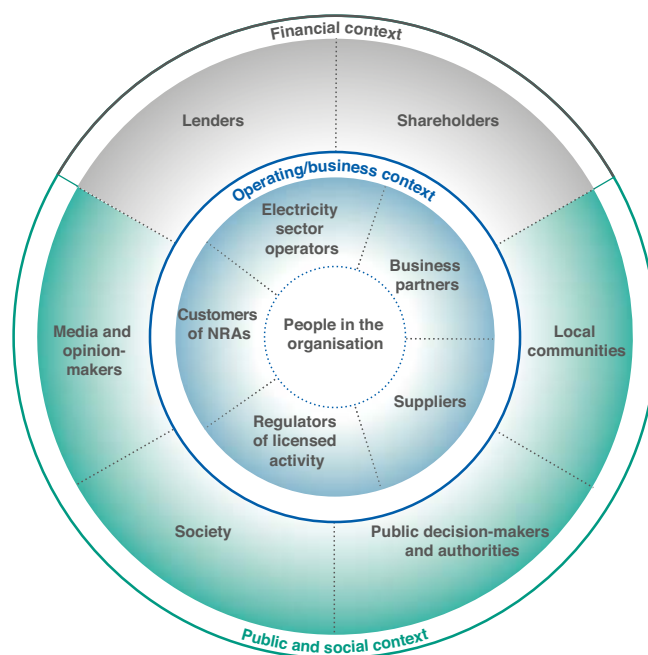 Financial context
Lenders
Shareholders
Operating/business context
Electricity
sector
operators
Business
partners
Customers
of NRAs
People in the
organisation
Media and
opinion-
makers
Local
communities
Suppliers
Regulators
of licensed
activity
Society
Public decision-makers
and authorities
Public and social context